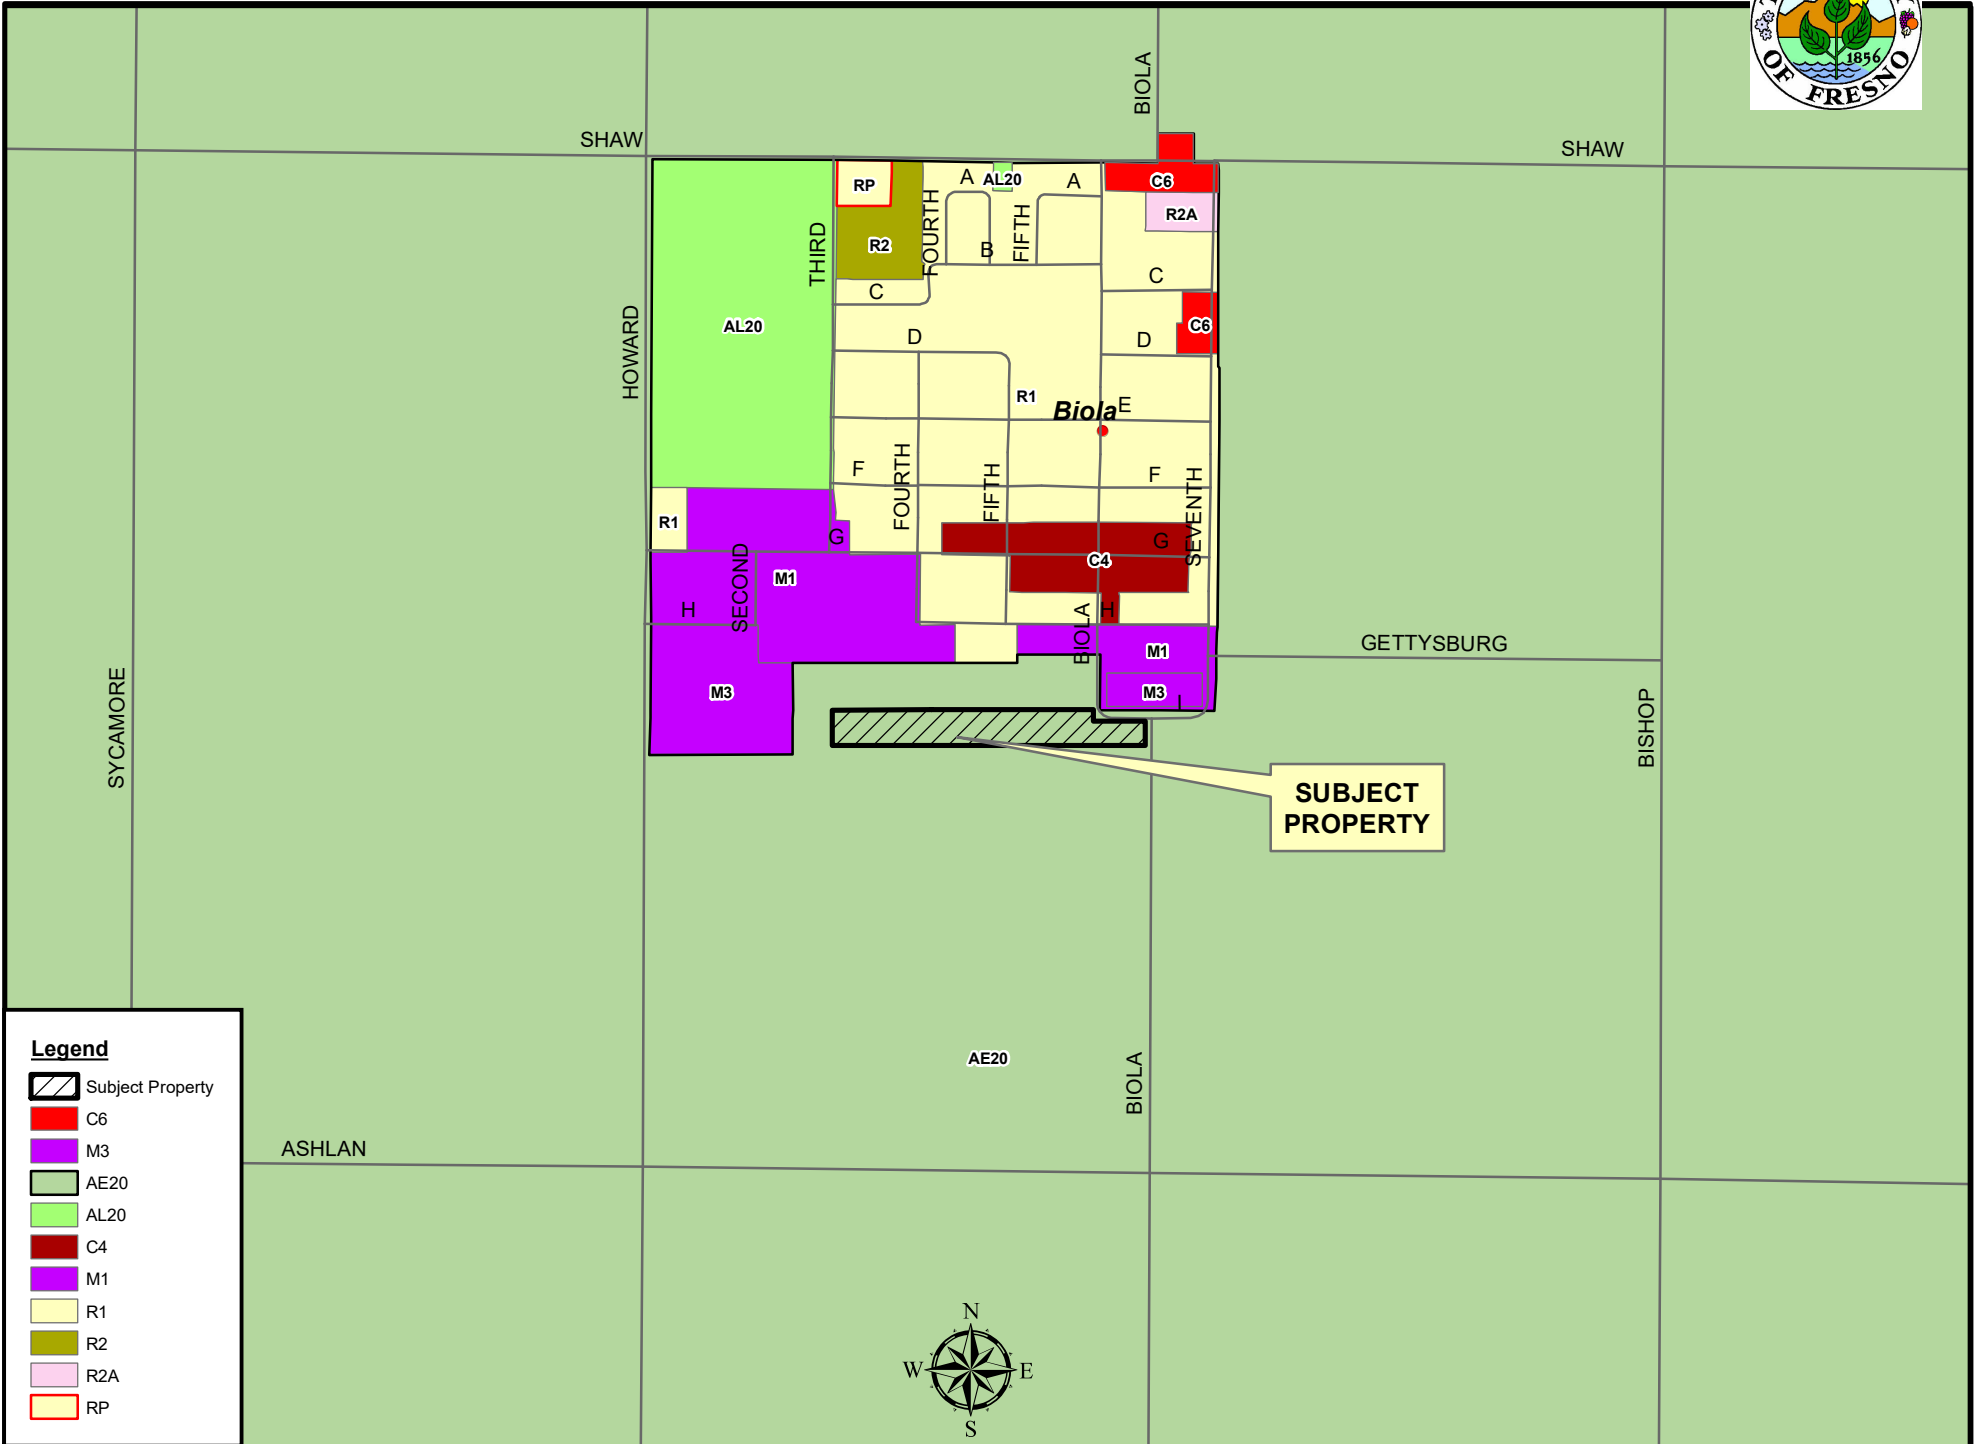 1856
OF FRESNO
BIOLA
SHAW
SHAW
RP
A
AL20
A
C6
R2A
FOURTH
FIFTH
THIRD
R2
B
C
C
HOWARD
AL20
D
D
C6
R1
Biola
E
F
F
FOURTH
FIFTH
SEVENTH
R1
G
G
SECOND
M1
C4
H
H
BIOLA
GETTYSBURG
M1
SYCAMORE
M3
M3
I
BISHOP
SUBJECT
PROPERTY
AE20
BIOLA
ASHLAN
Legend
Subject Property
C6
M3
AE20
AL20
C4
M1
R1
R2
R2A
RP
N
W
E
S